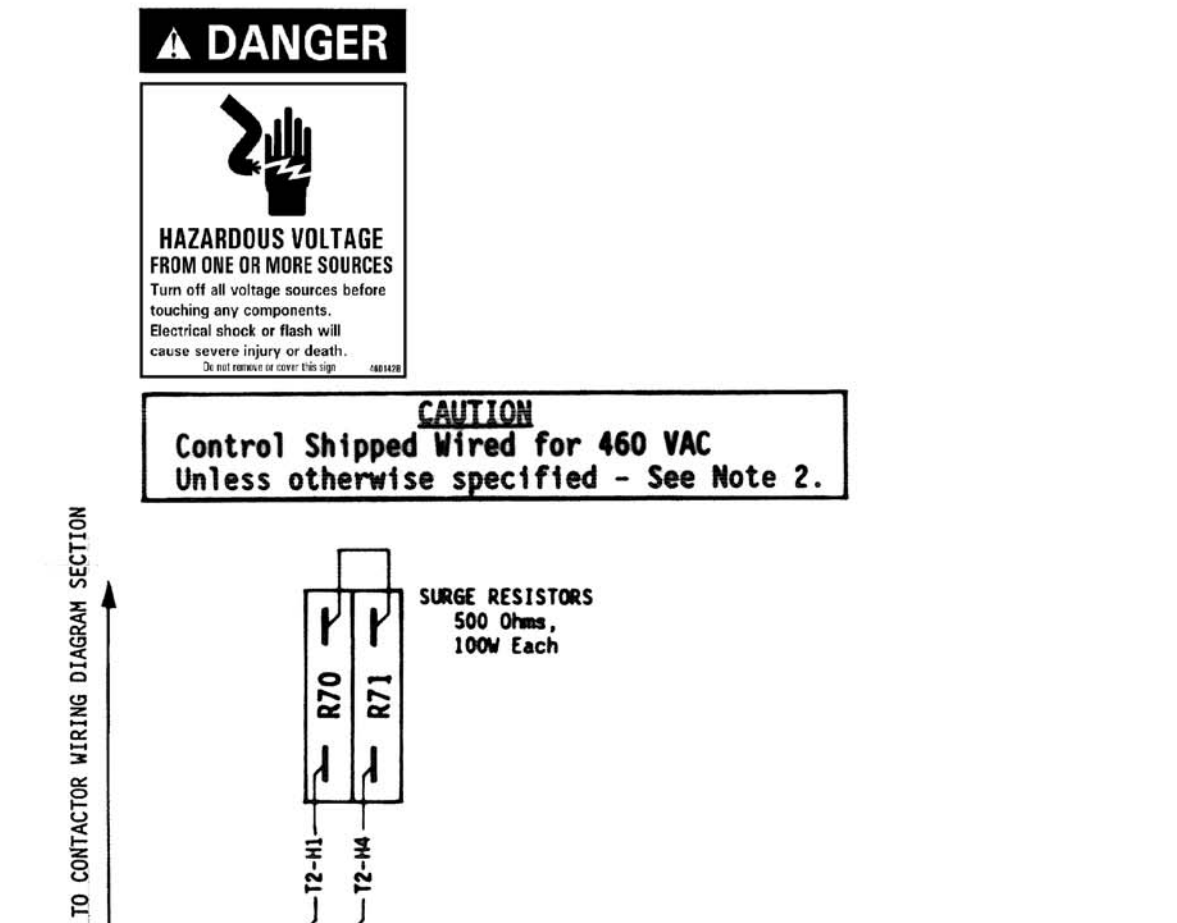 DANGER
HAZARDOUS VOLTAGE
FROM ONE OR MORE SOURCES
Turn off all voltage sources before
touching any components.
Electrical shock or flash will
cause severe injury or death.
Do not remove or cover this sign
460142B
CAUTION
Control Shipped Wired for 460 VAC
Unless otherwise specified - See Note 2.
TO CONTACTOR WIRING DIAGRAM SECTION
SURGE RESISTORS
500 Ohms,
100W Each
R70
R71
T2-H1
T2-H4